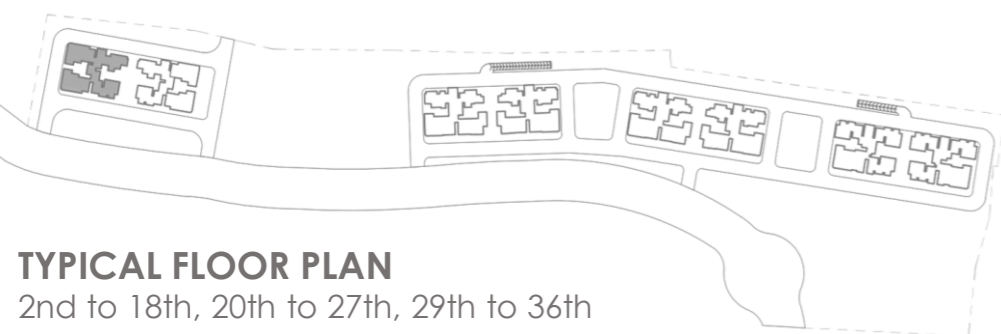 TYPICAL FLOOR PLAN
2nd to 18th, 20th to 27th, 29th to 36th